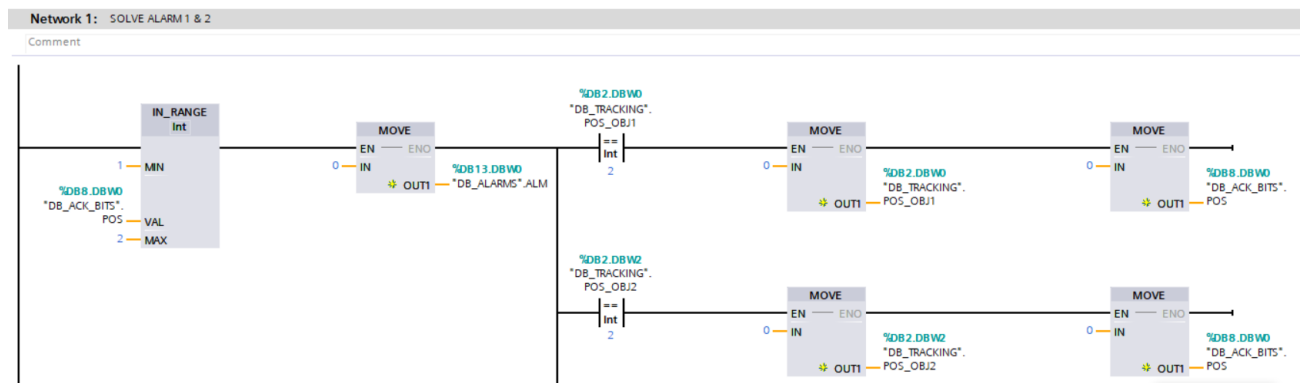 Network 1: SOLVE ALARM 1 & 2
Comment
IN_RANGE
Int
1
MIN
%DB8.DBW0
"DB_ACK_BITS".
POS
VAL
2
MAX
MOVE
EN
ENO
0
IN
OUT1
%DB13.DBW0
"DB_ALARMS".ALM
%DB2.DBW0
"DB_TRACKING".
POS_OBJ1
==
Int
2
MOVE
EN
ENO
0
IN
OUT1
%DB2.DBW0
"DB_TRACKING".
POS_OBJ1
MOVE
EN
ENO
0
IN
OUT1
%DB8.DBW0
"DB_ACK_BITS".
POS
%DB2.DBW2
"DB_TRACKING".
POS_OBJ2
==
Int
2
MOVE
EN
ENO
0
IN
OUT1
%DB2.DBW2
"DB_TRACKING".
POS_OBJ2
MOVE
EN
ENO
0
IN
OUT1
%DB8.DBW0
"DB_ACK_BITS".
POS